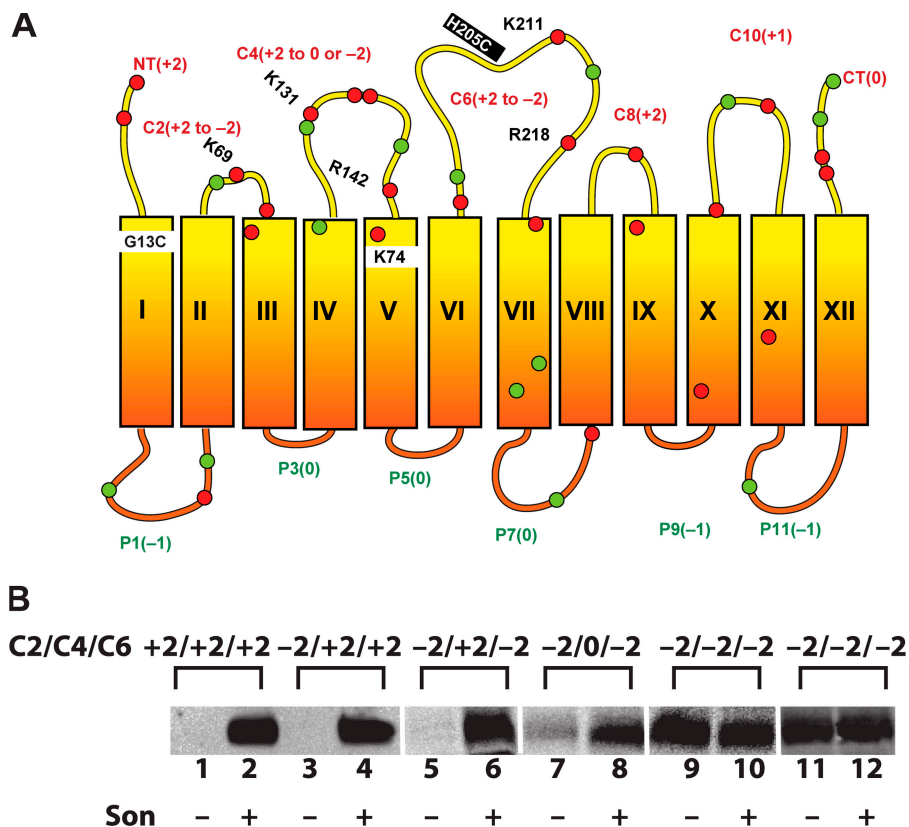 A
NT(+2)
C2(+2 to –2)
K69
C4(+2 to 0 or –2)
K131
R142
H205C
K211
C6(+2 to –2)
R218
C8(+2)
C10(+1)
CT(0)
G13C
K74
I II III IV V VI VII VIII IX X XI XII
P1(–1)
P3(0)
P5(0)
P7(0)
P9(–1)
P11(–1)
B
C2/C4/C6 +2/+2/+2 –2/+2/+2 –2/+2/–2 –2/0/–2 –2/–2/–2 –2/–2/–2
1 2 3 4 5 6 7 8 9 10 11 12
Son – + – + – + – + – + – +